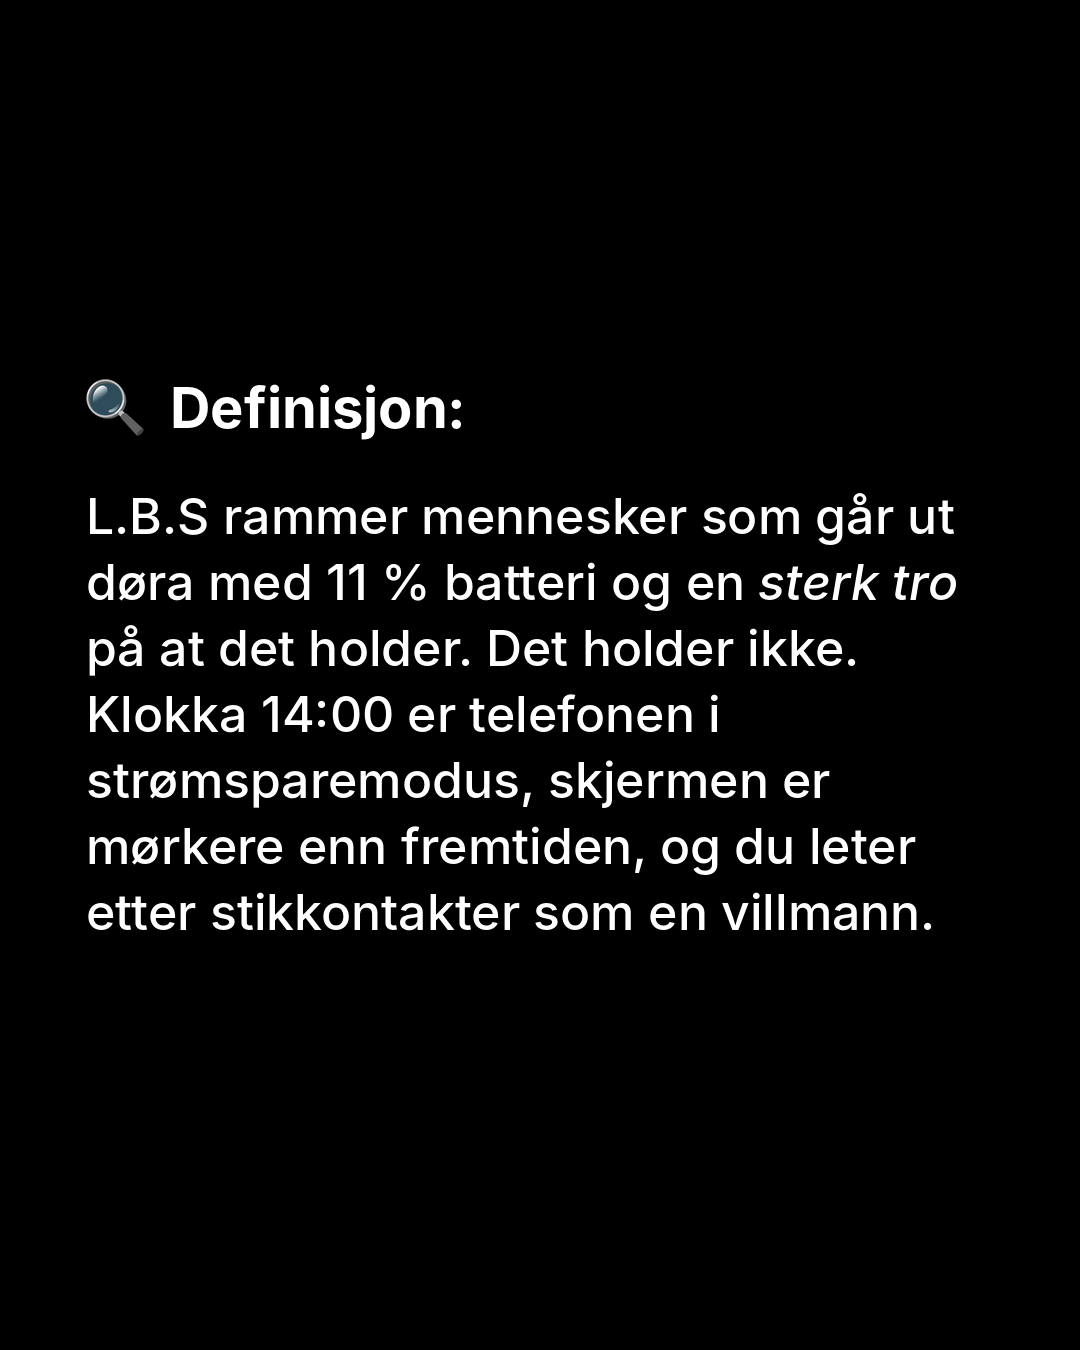 🔍 Definisjon:
L.B.S rammer mennesker som går ut
døra med 11 % batteri og en sterk tro
på at det holder. Det holder ikke.
Klokka 14:00 er telefonen i
strømsparemodus, skjermen er
mørkere enn fremtiden, og du leter
etter stikkontakter som en villmann.